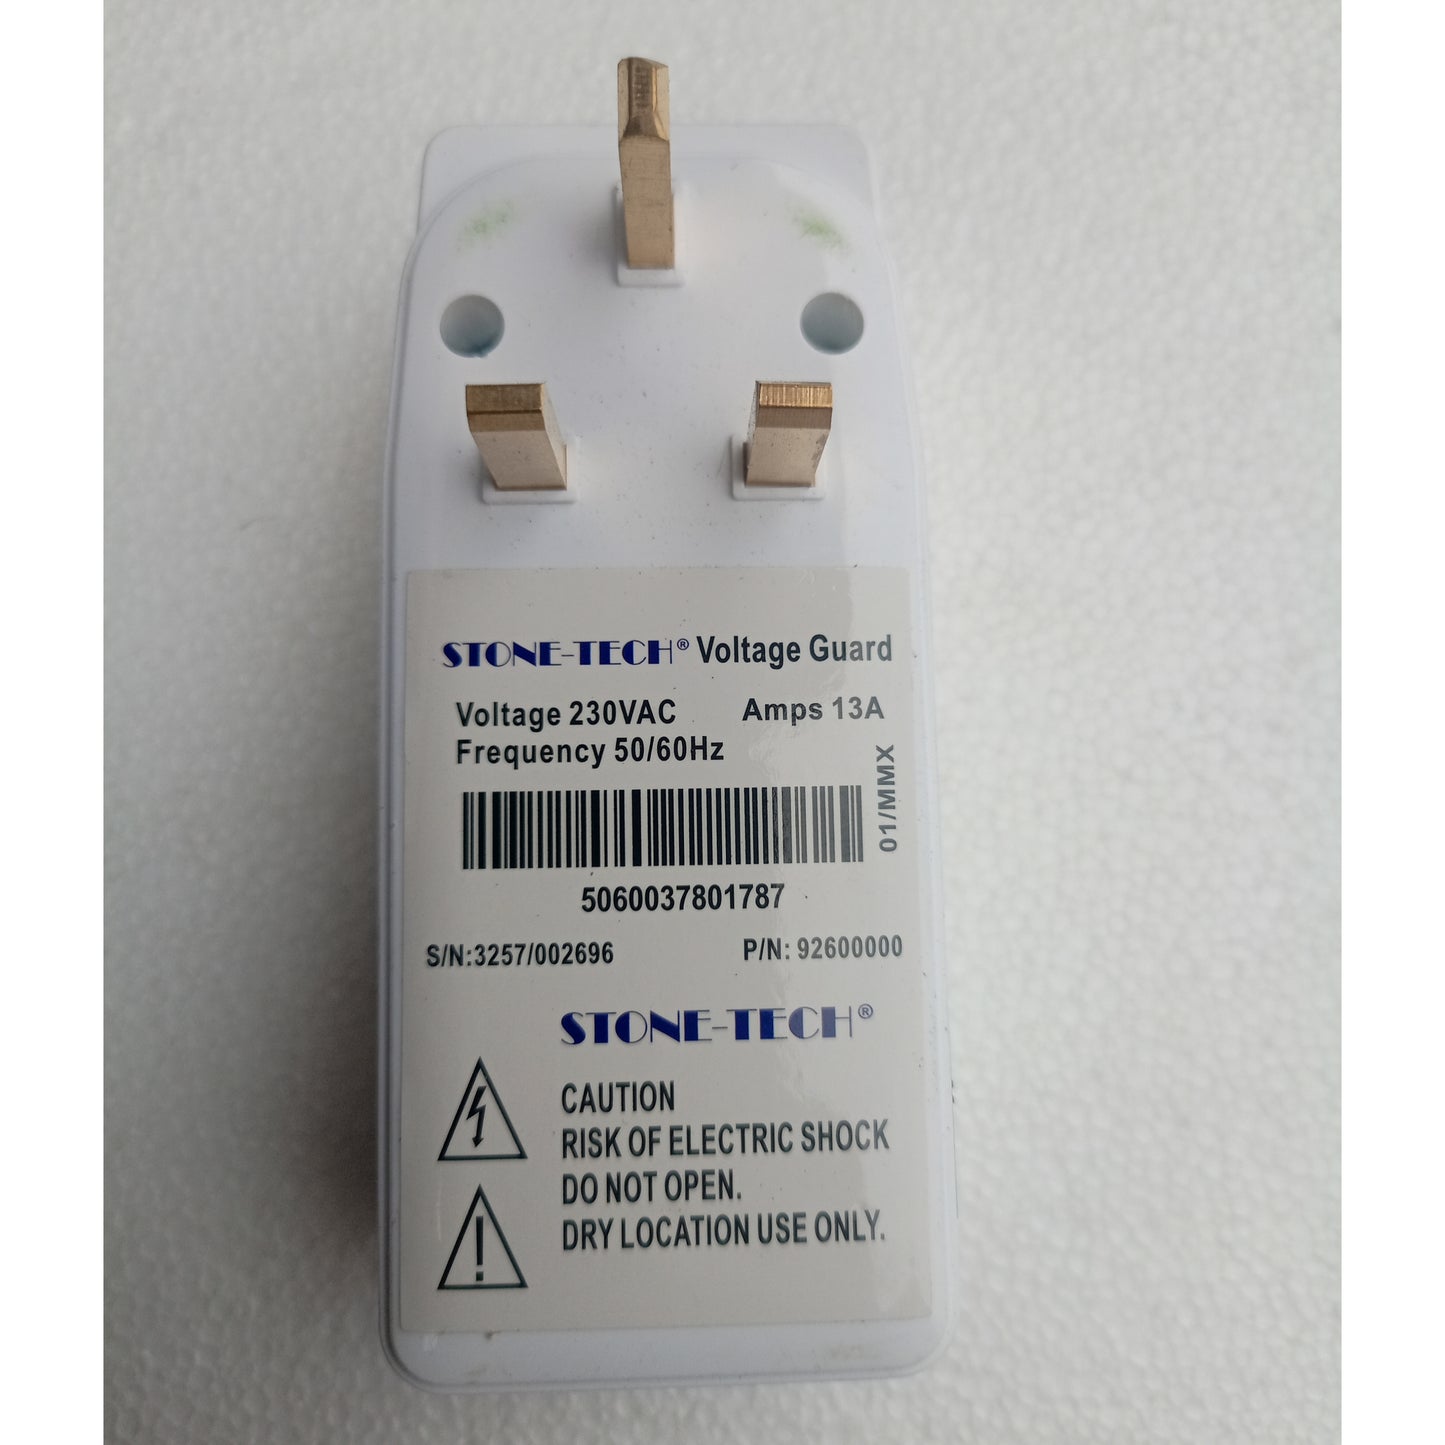 STONE-TECH® Voltage Guard
Voltage 230VAC Amps 13A
Frequency 50/60Hz
01/MMX
5060037801787
S/N:3257/002696 P/N: 92600000
STONE-TECH®
CAUTION
RISK OF ELECTRIC SHOCK
DO NOT OPEN.
DRY LOCATION USE ONLY.